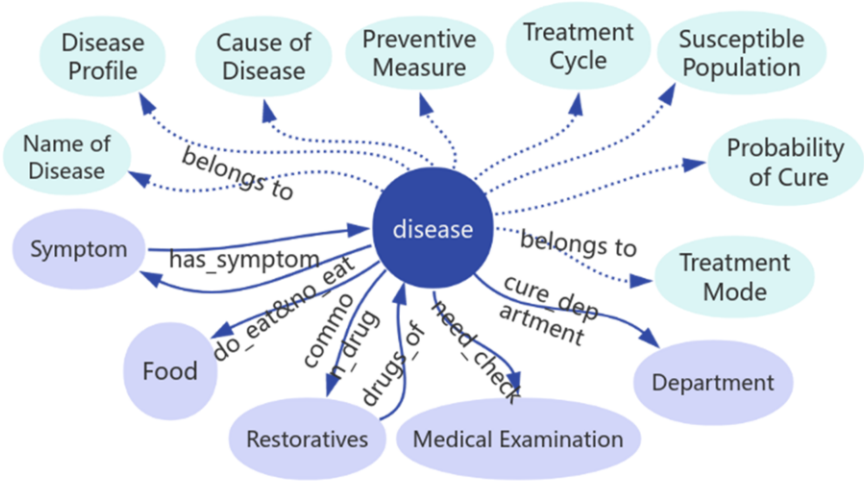 Disease
Profile
Cause of
Disease
Preventive
Measure
Treatment
Cycle
Susceptible
Population
Name of
Disease
belongs to
Probability
of Cure
disease
Symptom
has_symptom
belongs to
Treatment
Mode
do_eat&no_eat
commo
n_drug
drugs_of
need_check
cure_dep
artment
Food
Department
Restoratives
Medical Examination